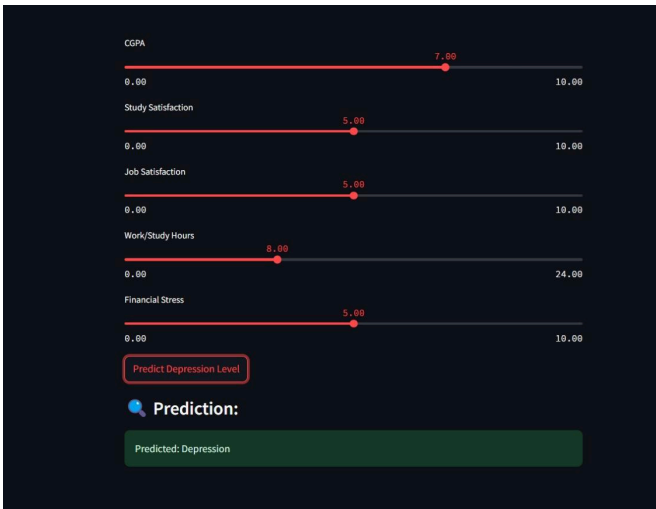 CGPA
7.00
0.00 10.00
Study Satisfaction
5.00
0.00 10.00
Job Satisfaction
5.00
0.00 10.00
Work/Study Hours
8.00
0.00 24.00
Financial Stress
5.00
0.00 10.00
Predict Depression Level
Prediction:
Predicted: Depression